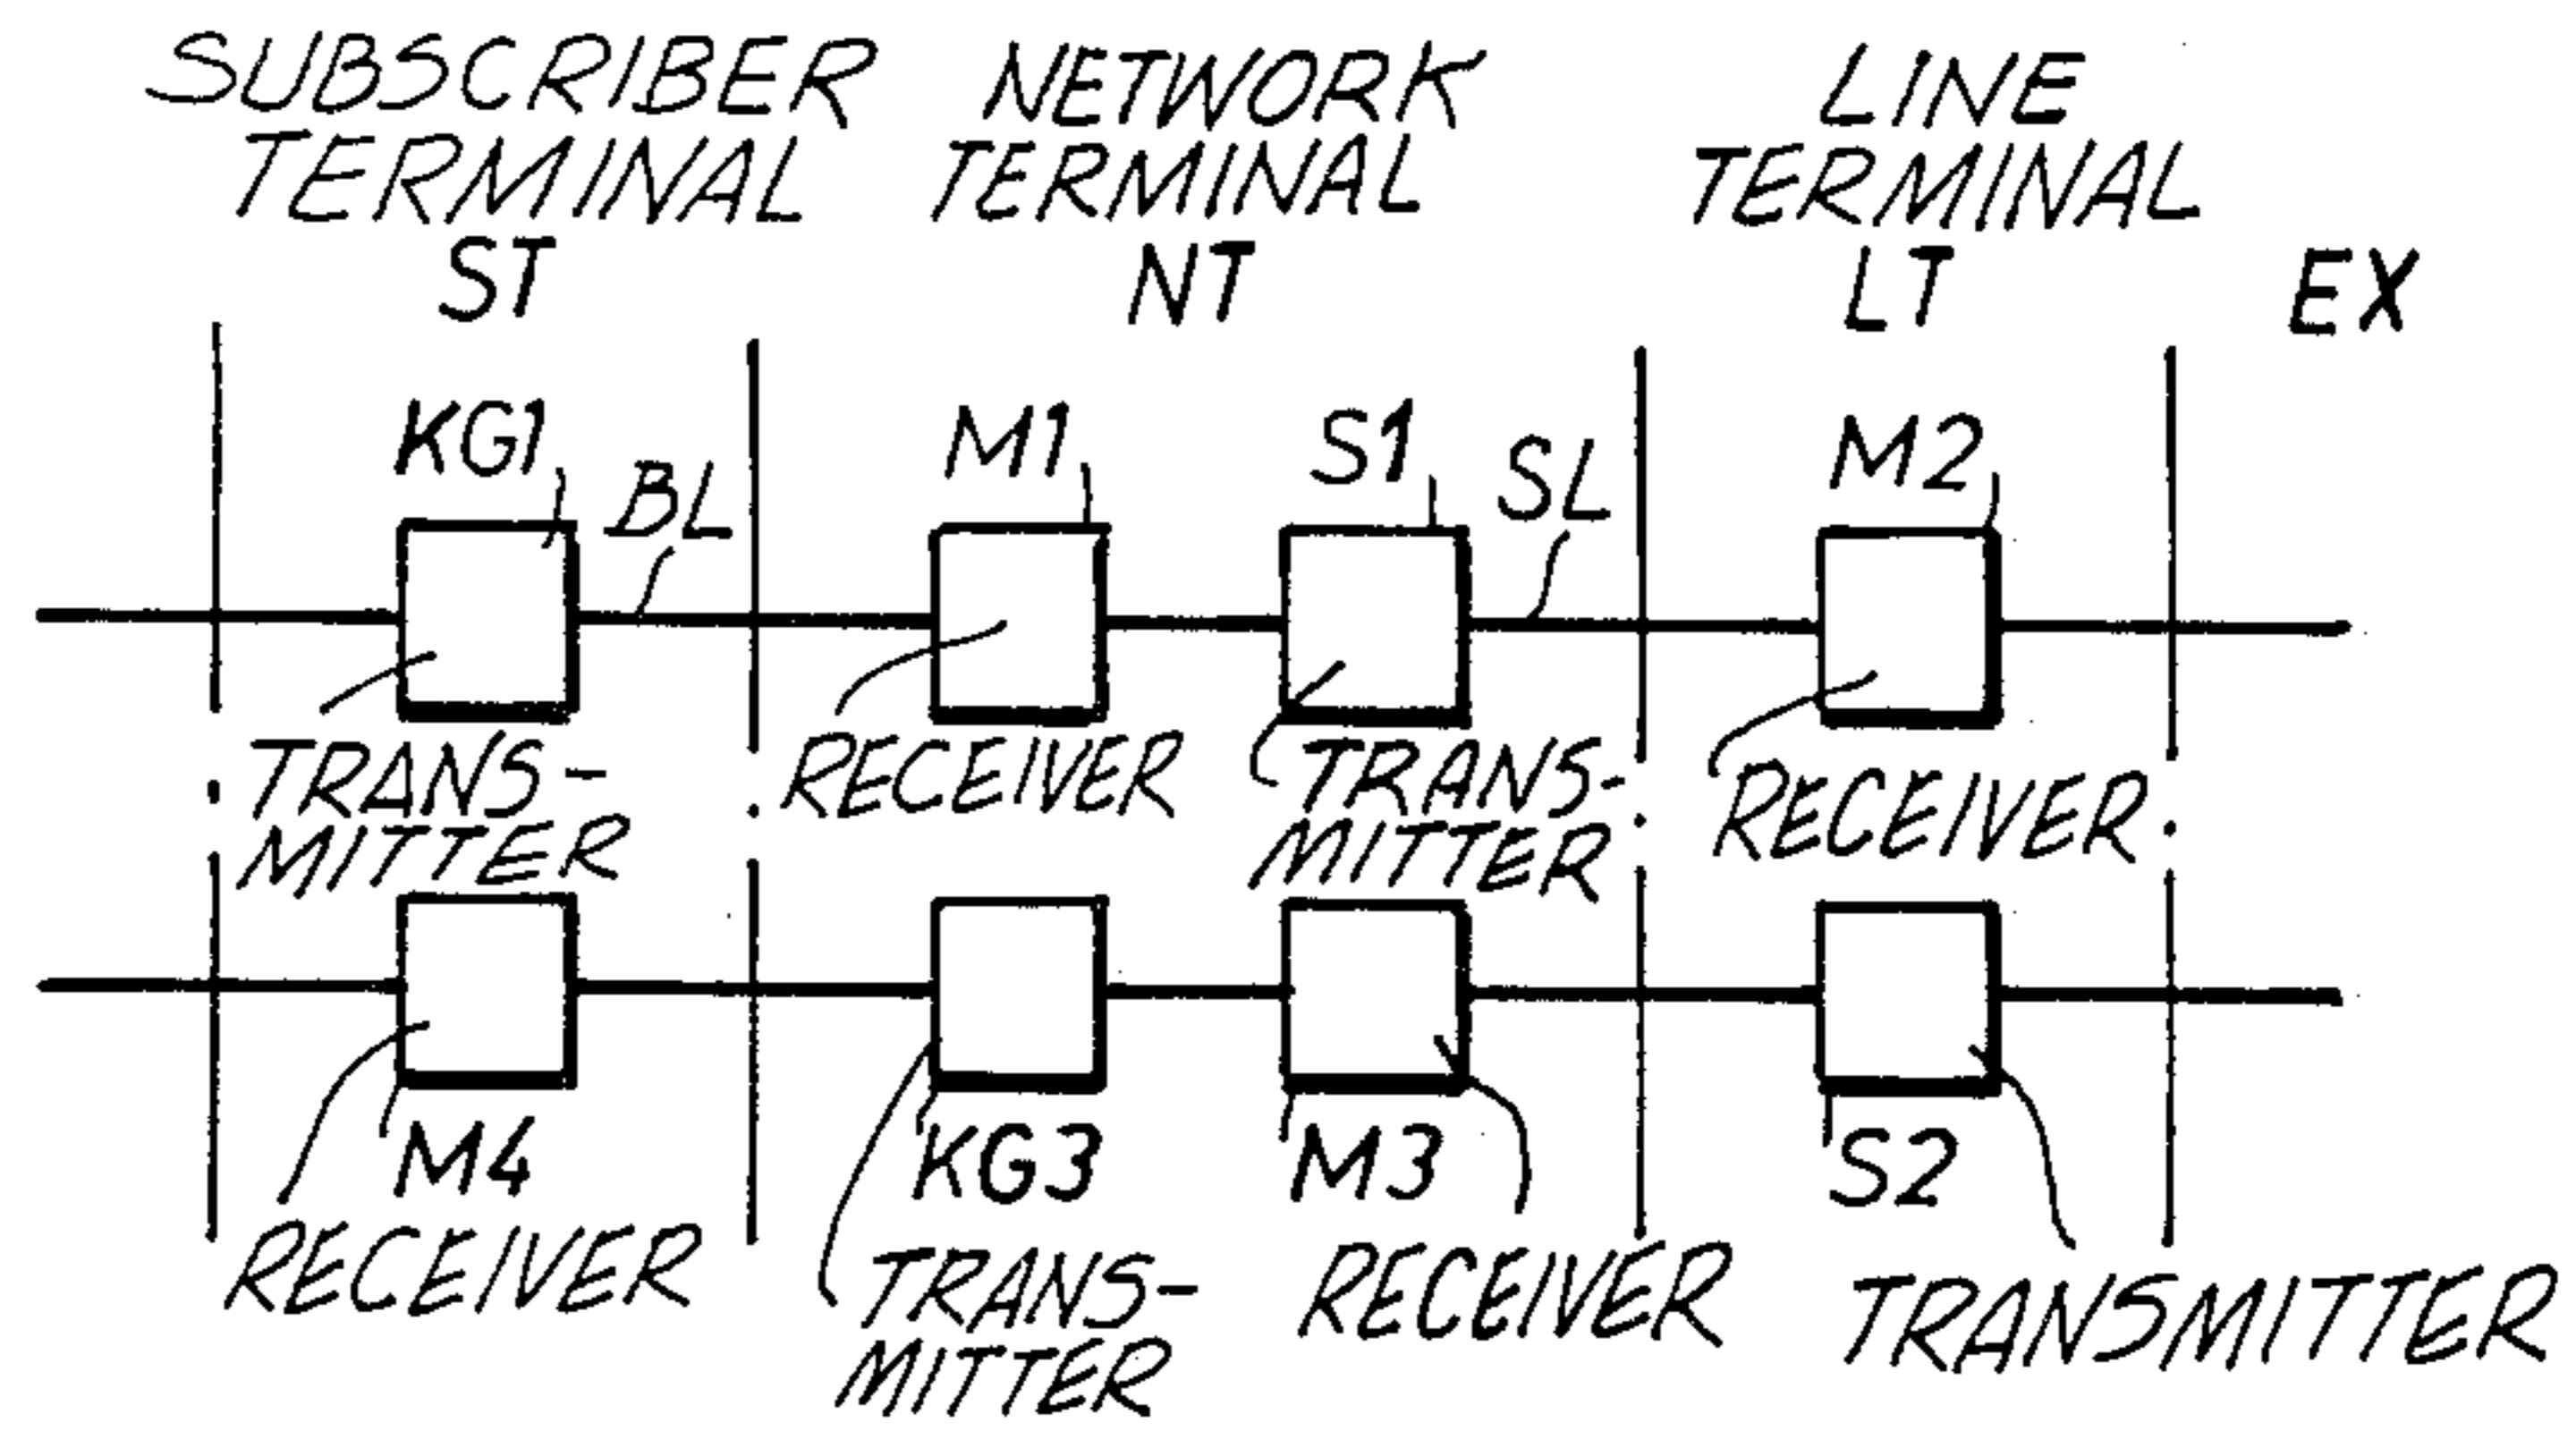 SUBSCRIBER
TERMINAL
ST
NETWORK
TERMINAL
NT
LINE
TERMINAL
LT
EX
KG1
BL
M1
S1
SL
M2
TRANS-
MITTER
RECEIVER
TRANS-
MITTER
RECEIVER
M4
RECEIVER
KG3
TRANS-
MITTER
M3
RECEIVER
S2
TRANSMITTER